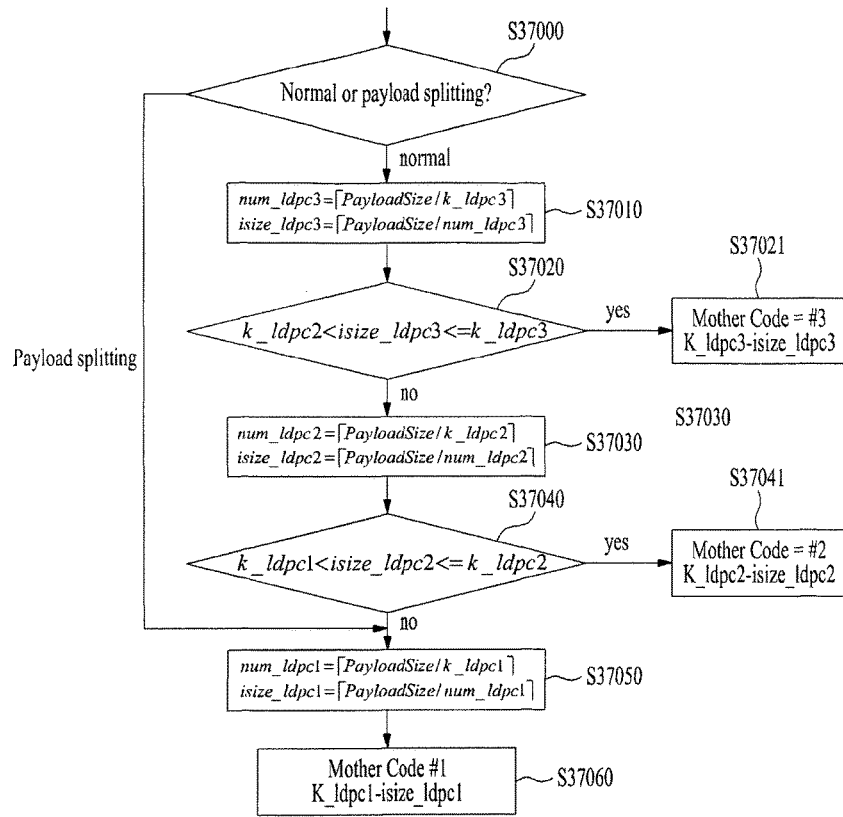 S37000
Normal or payload splitting?
normal
num_ldpc3=⌈PayloadSize/k_ldpc3⌉
isize_ldpc3=⌈PayloadSize/num_ldpc3⌉
S37010
S37020
k_ldpc2<isize_ldpc3<=k_ldpc3
yes
S37021
Mother Code = #3
K_ldpc3-isize_ldpc3
Payload splitting
no
num_ldpc2=⌈PayloadSize/k_ldpc2⌉
isize_ldpc2=⌈PayloadSize/num_ldpc2⌉
S37030
S37030
S37040
k_ldpc1<isize_ldpc2<=k_ldpc2
yes
S37041
Mother Code = #2
K_ldpc2-isize_ldpc2
no
num_ldpc1=⌈PayloadSize/k_ldpc1⌉
isize_ldpc1=⌈PayloadSize/num_ldpc1⌉
S37050
Mother Code #1
K_ldpc1-isize_ldpc1
S37060